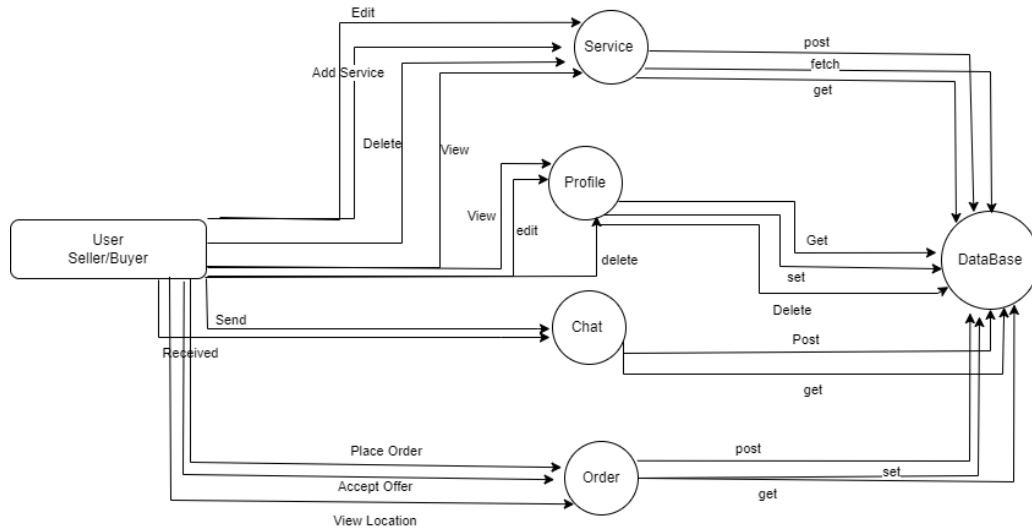 Edit
Service
post
Add Service
fetch
get
Delete
View
Profile
View
edit
User
Seller/Buyer
Get
delete
DataBase
set
Delete
Send
Chat
Received
Post
get
Place Order
post
Order
set
Accept Offer
get
View Location